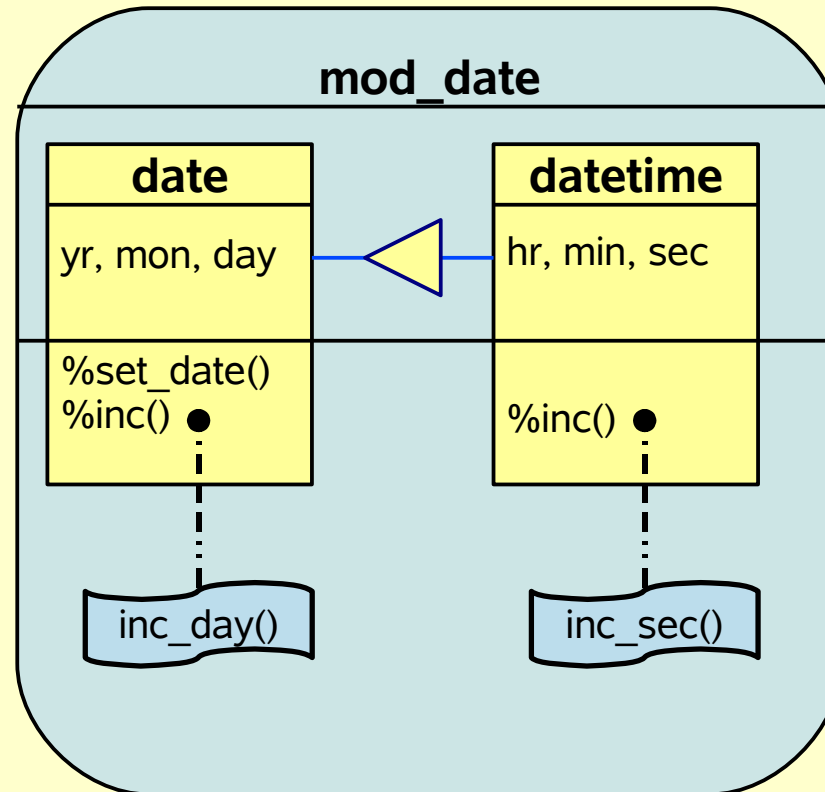 mod_date
date
yr, mon, day
%set_date()
%inc()
inc_day()
datetime
hr, min, sec
%inc()
inc_sec()